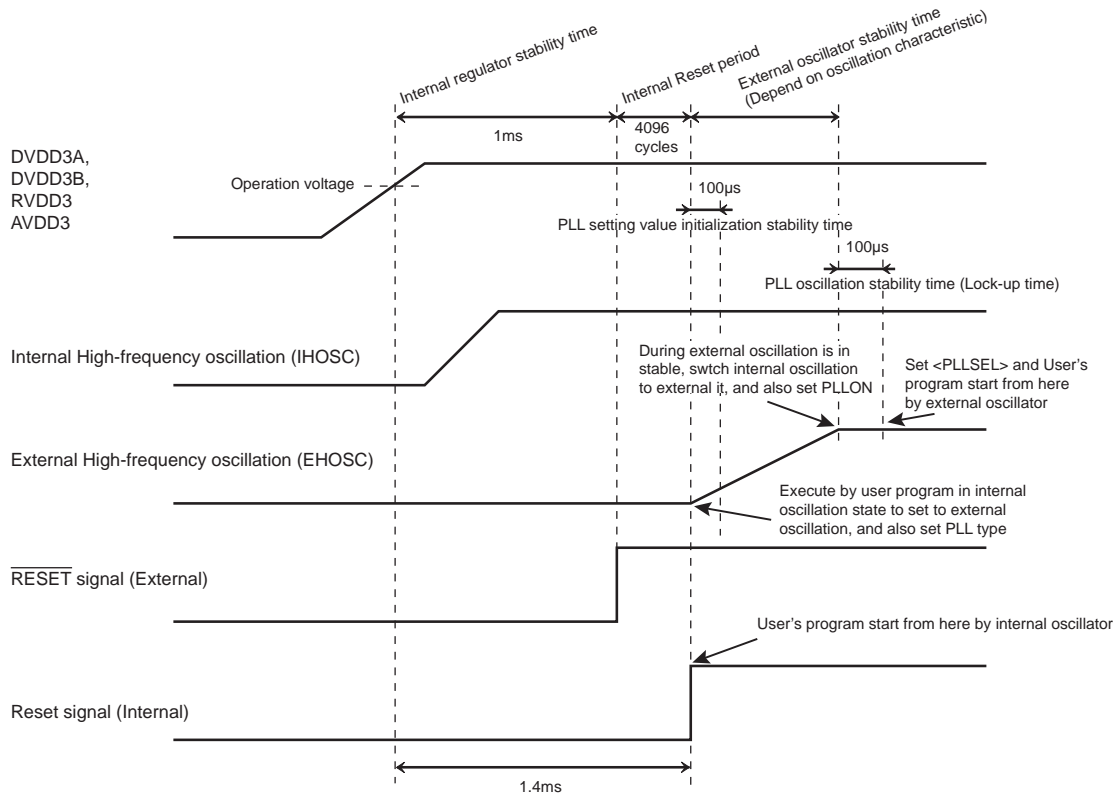 Internal regulator stability time
Internal Reset period
External oscillator stability time
(Depend on oscillation characteristic)
1ms
4096
cycles
DVDD3A,
DVDD3B,
RVDD3
AVDD3
Operation voltage
100µs
PLL setting value initialization stability time
100µs
PLL oscillation stability time (Lock-up time)
Internal High-frequency oscillation (IHOSC)
During external oscillation is in
stable, swtch internal oscillation
to external it, and also set PLLON
Set <PLLSEL> and User's
program start from here
by external oscillator
External High-frequency oscillation (EHOSC)
Execute by user program in internal
oscillation state to set to external
oscillation, and also set PLL type
RESET signal (External)
User's program start from here by internal oscillator
Reset signal (Internal)
1.4ms